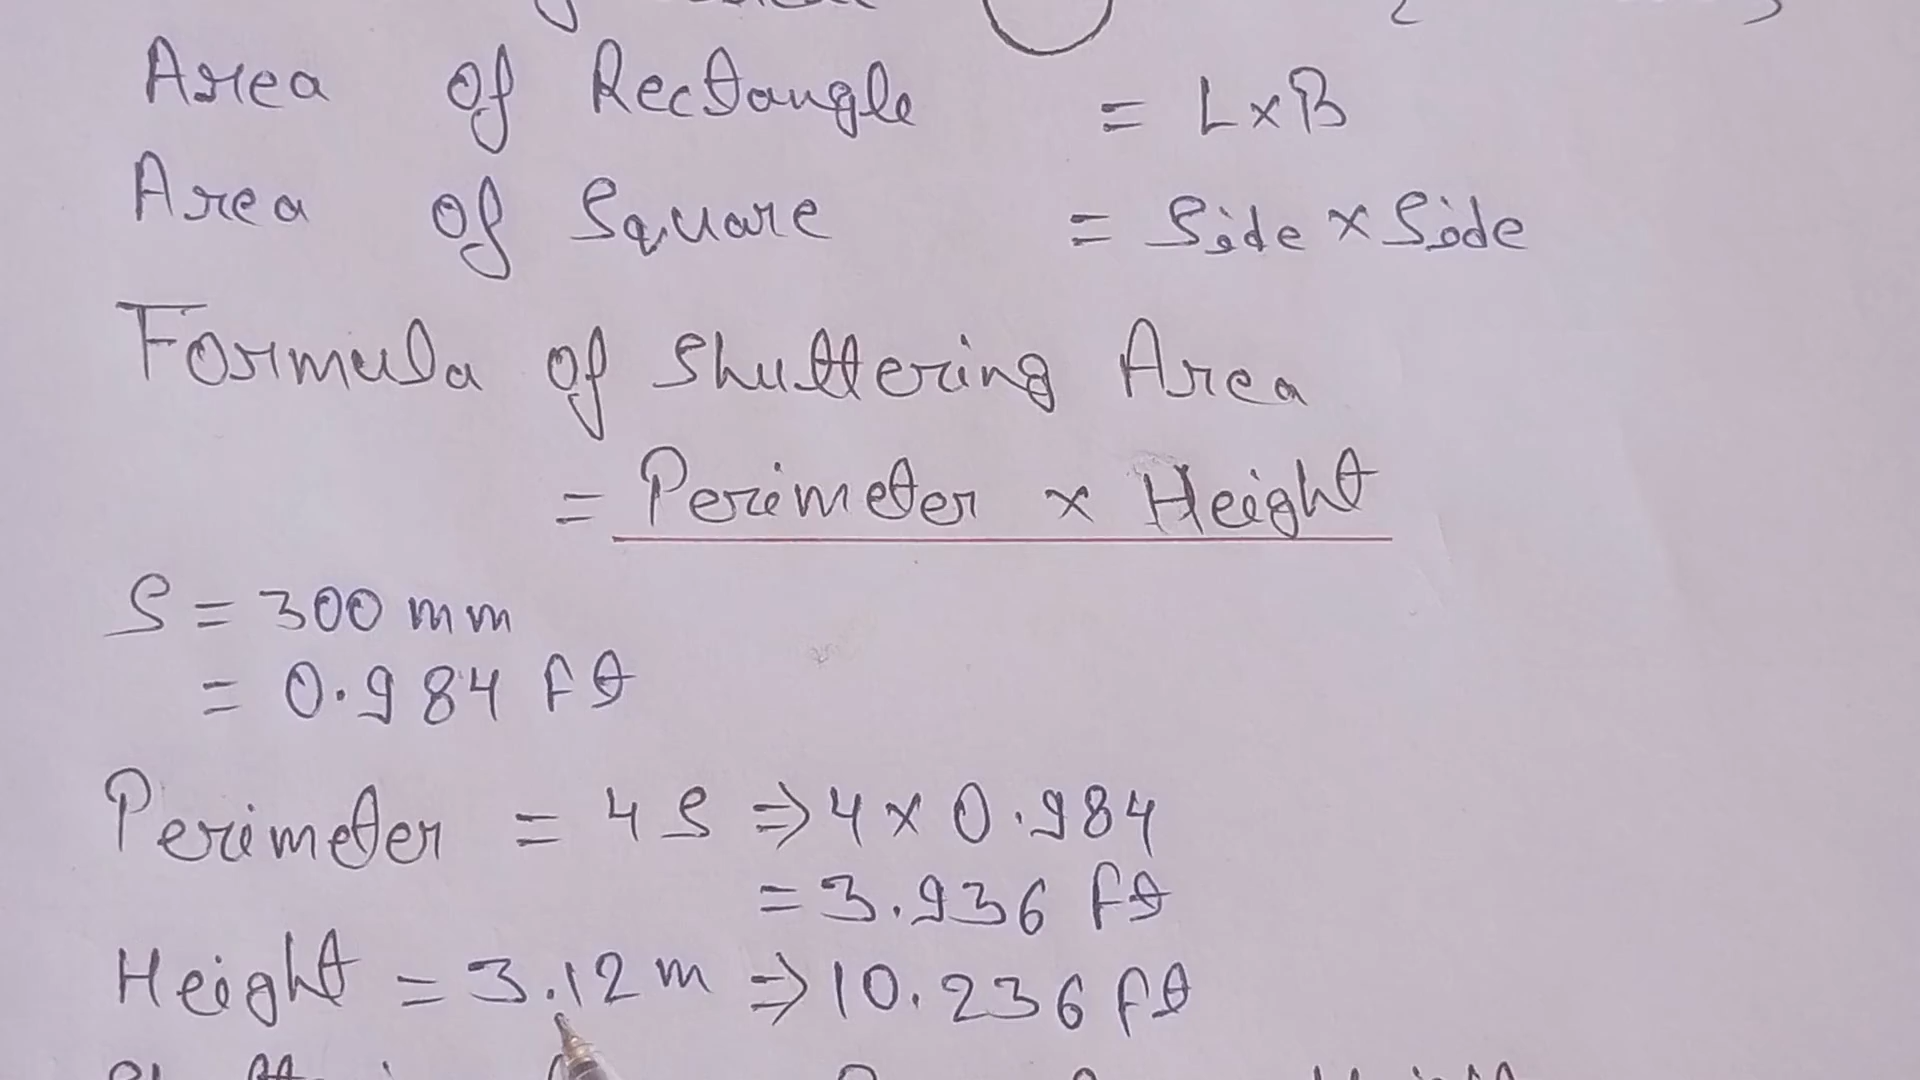 Area of Rectangle = L×B
Area of Square = Side × Side
Formula of Shuttering Area
= Perimeter × Height
S = 300 mm
= 0.984 ft
Perimeter = 4S ⇒ 4 × 0.984
= 3.936 ft
Height = 3.12 m ⇒ 10.236 ft